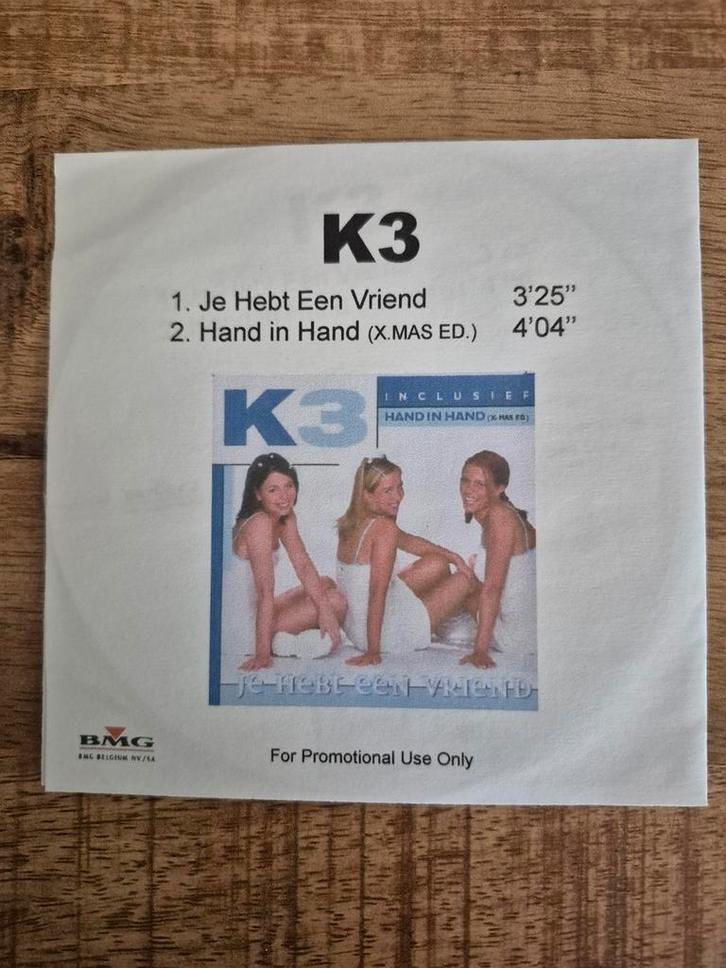 K3
1. Je Hebt Een Vriend 3’25”
2. Hand in Hand (X.MAS ED.) 4’04”
K3
INCLUSIEF
HAND IN HAND (X-MAS ED.)
Je Hebt een vriend
BMG
BMG BELGIUM NV/SA
For Promotional Use Only